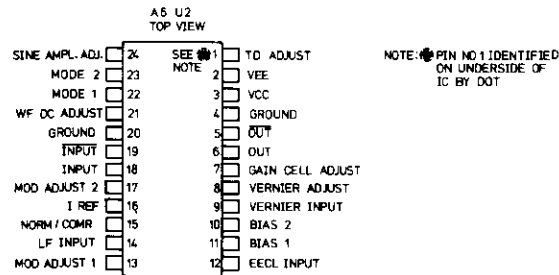 A6 U2
TOP VIEW
SINE AMPL. ADJ. 24
MODE 2 23
MODE 1 22
WF DC ADJUST 21
GROUND 20
INPUT 19
INPUT 18
MOD ADJUST 2 17
I REF 16
NORM/COMR 15
LF INPUT 14
MOD ADJUST 1 13
SEE
NOTE
1 TD ADJUST
2 VEE
3 VCC
4 GROUND
5 OUT
6 OUT
7 GAIN CELL ADJUST
8 VERNIER ADJUST
9 VERNIER INPUT
10 BIAS 2
11 BIAS 1
12 EECL INPUT
NOTE: PIN NO 1 IDENTIFIED
ON UNDERSIDE OF
IC BY DOT